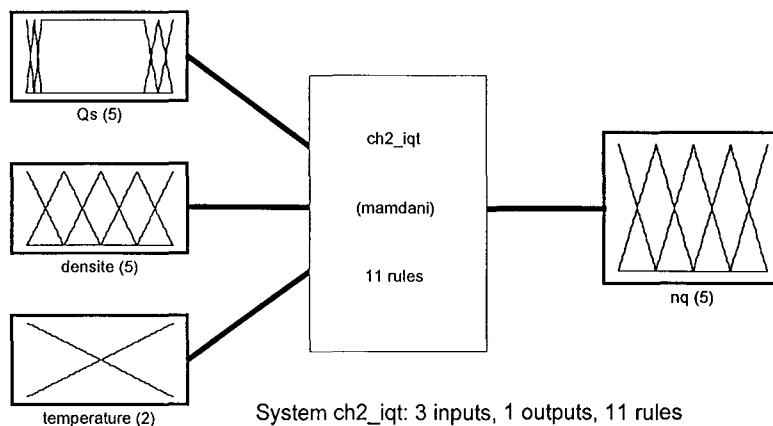 Qs (5)
ch2_iqt
densite (5)
(mamdani)
11 rules
nq (5)
temperature (2)
System ch2_iqt: 3 inputs, 1 outputs, 11 rules